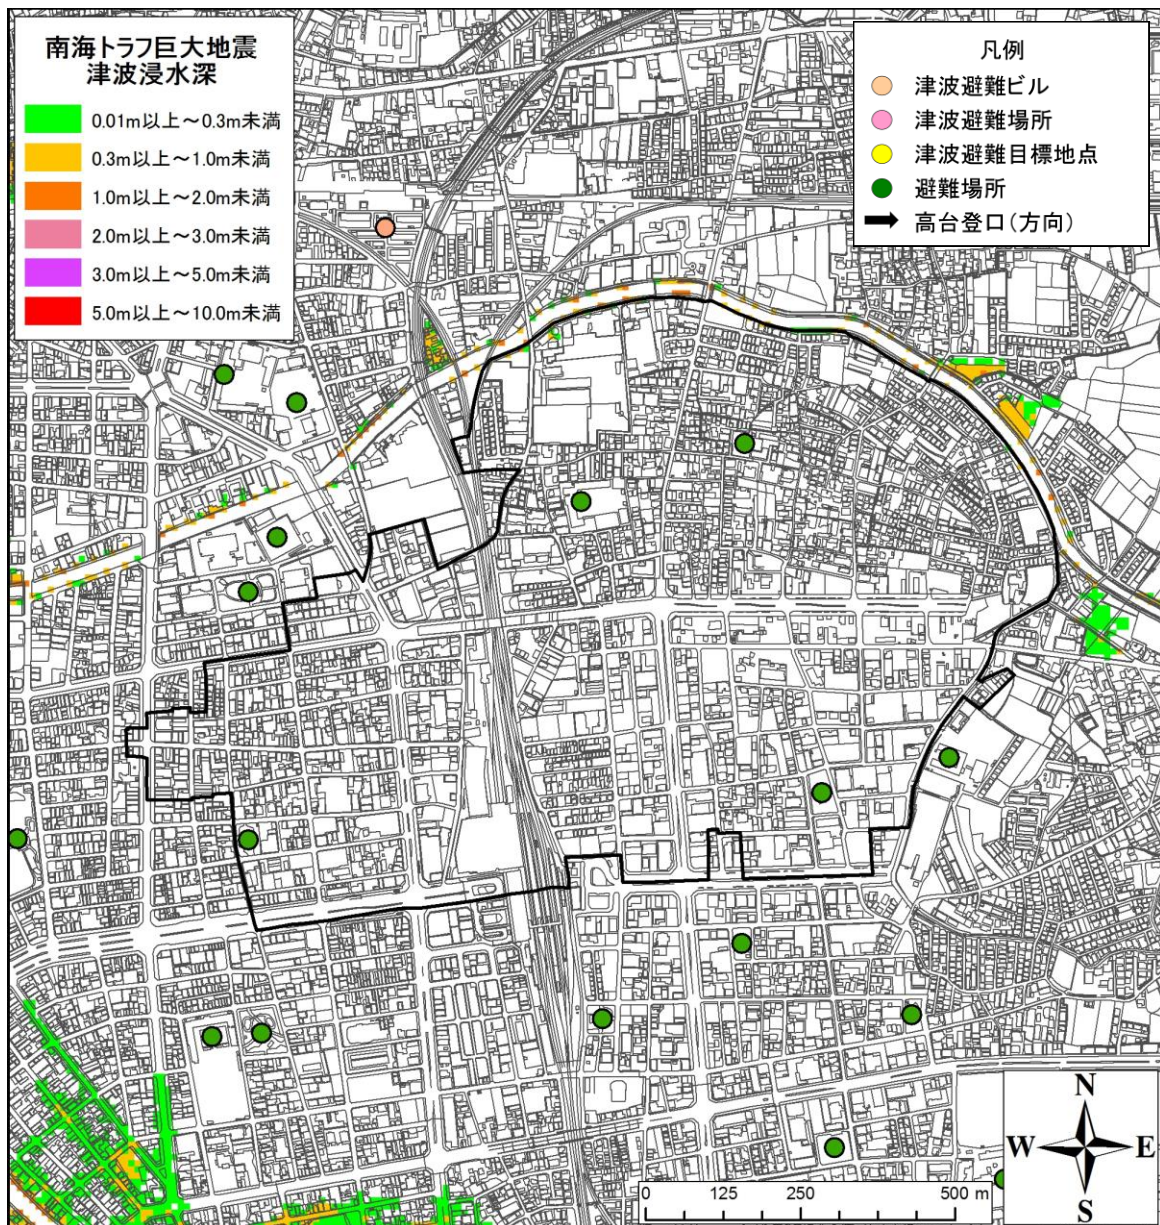 南海トラフ巨大地震
津波浸水深
0.01m以上～0.3m未満
0.3m以上～1.0m未満
1.0m以上～2.0m未満
2.0m以上～3.0m未満
3.0m以上～5.0m未満
5.0m以上～10.0m未満
凡例
津波避難ビル
津波避難場所
津波避難目標地点
避難場所
高台登口(方向)
N
W E
S
0 125 250 500 m